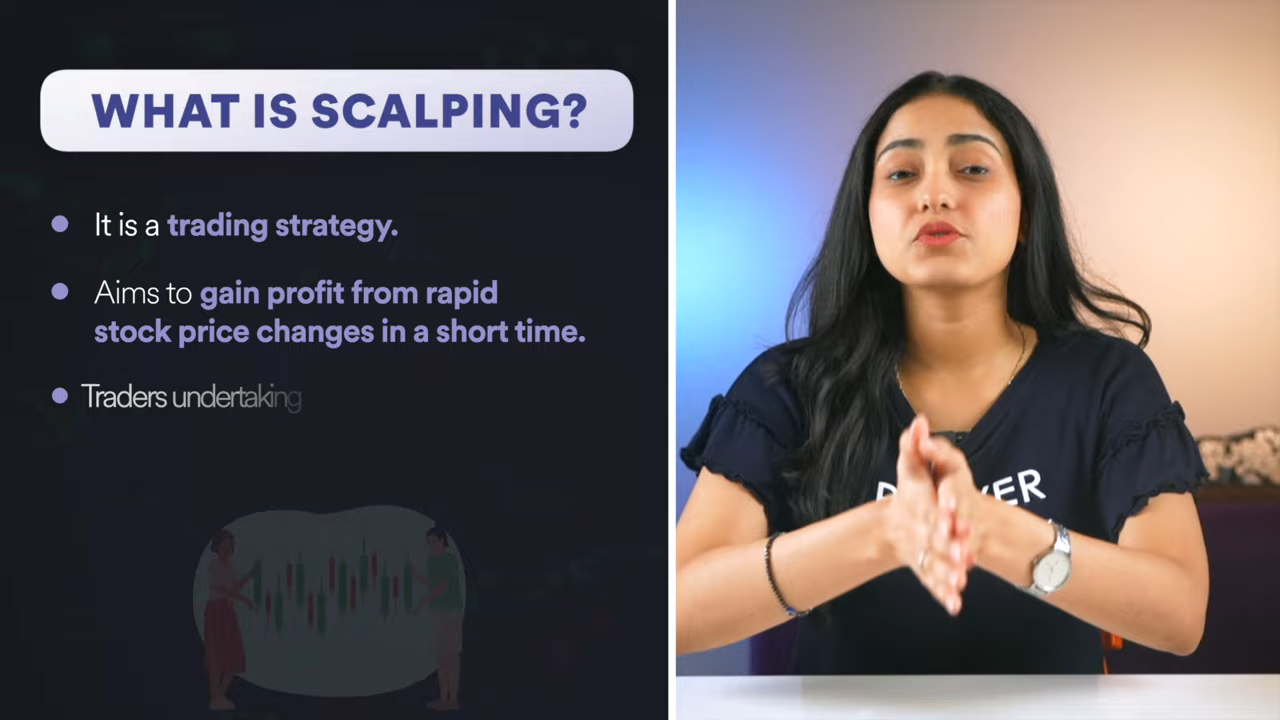 WHAT IS SCALPING?
It is a trading strategy.
Aims to gain profit from rapid
stock price changes in a short time.
Traders undertaking